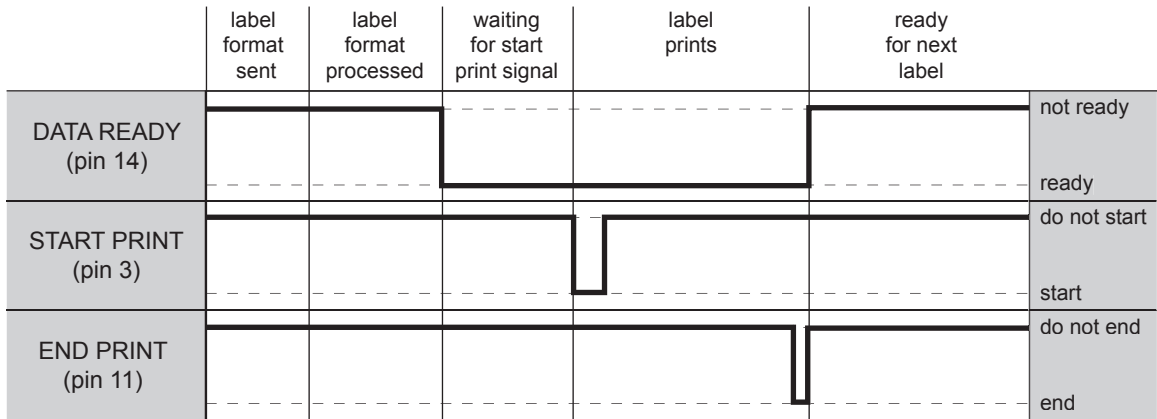 label
format
sent
label
format
processed
waiting
for start
print signal
label
prints
ready
for next
label
DATA READY
(pin 14)
not ready
ready
START PRINT
(pin 3)
do not start
start
END PRINT
(pin 11)
do not end
end